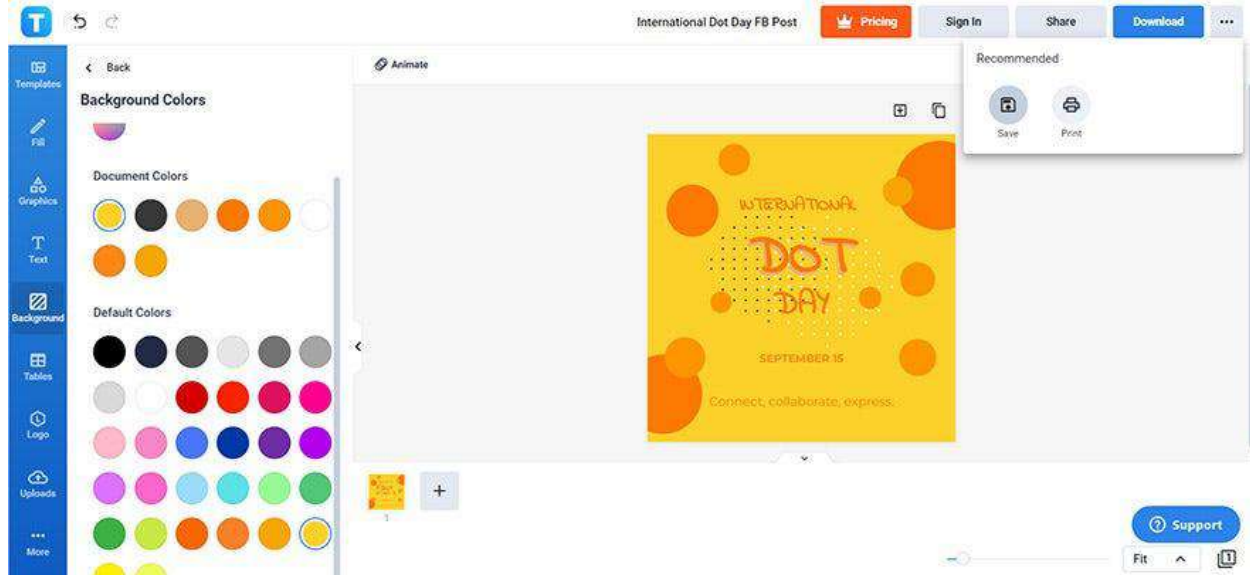 T
International Dot Day FB Post
Pricing
Sign In
Share
Download
Templates
Fill
Graphics
T
Text
Background
Tables
L
Logo
Uploads
More
Back
Background Colors
Document Colors
Default Colors
Animate
Recommended
Save
Print
INTERNATIONAL
DOT
DAY
SEPTEMBER 15
Connect, collaborate, express.
1
Support
Fit
1